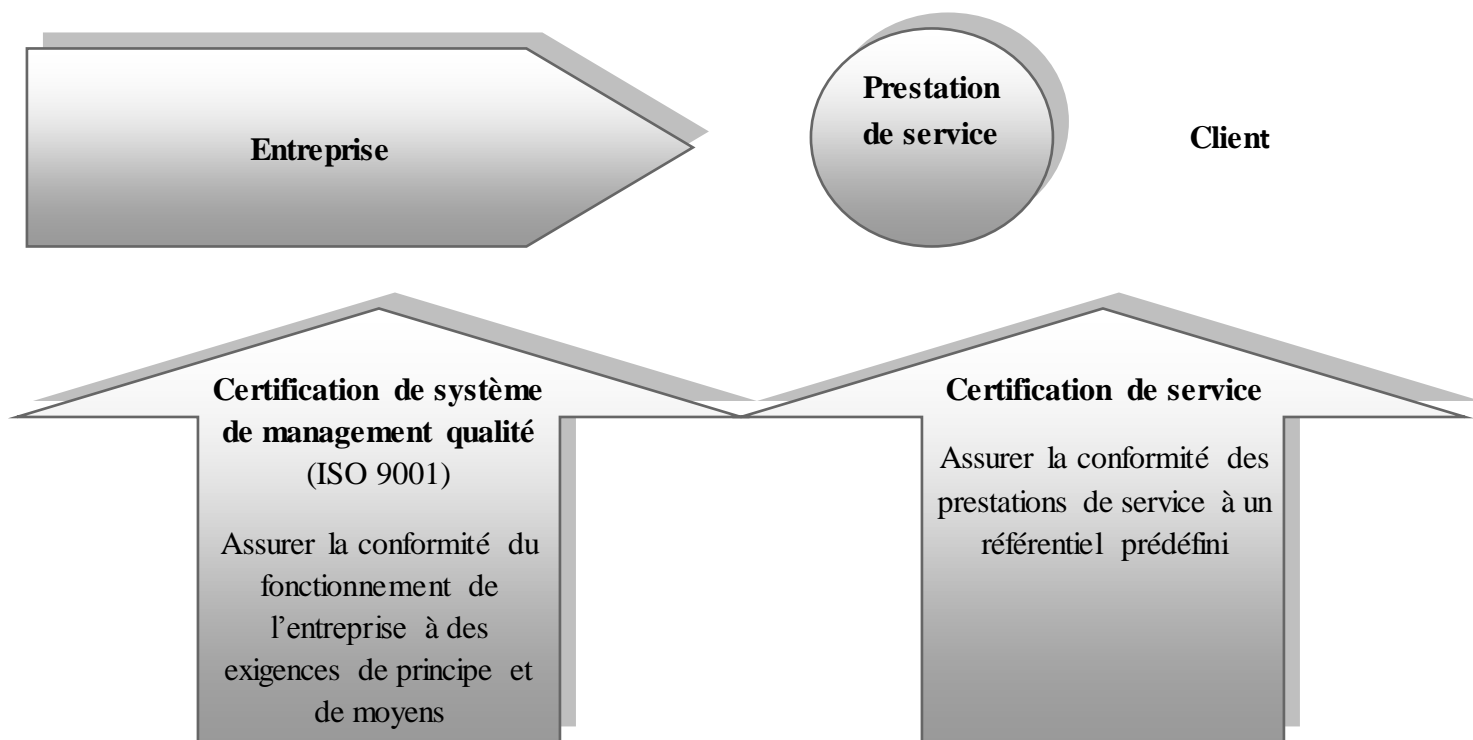 Entreprise
Prestation
de service
Client
Certification de système
de management qualité
(ISO 9001)
Assurer la conformité du
fonctionnement de
l’entreprise à des
exigences de principe et
de moyens
Certification de service
Assurer la conformité des
prestations de service à un
référentiel prédéfini